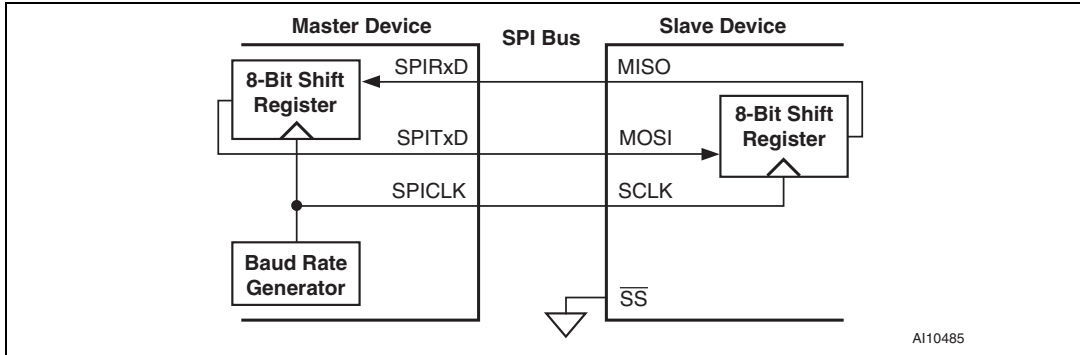 Master Device
SPI Bus
Slave Device
8-Bit Shift
Register
SPIRxD
MISO
8-Bit Shift
Register
SPITxD
MOSI
SPICLK
SCLK
Baud Rate
Generator
SS
AI10485